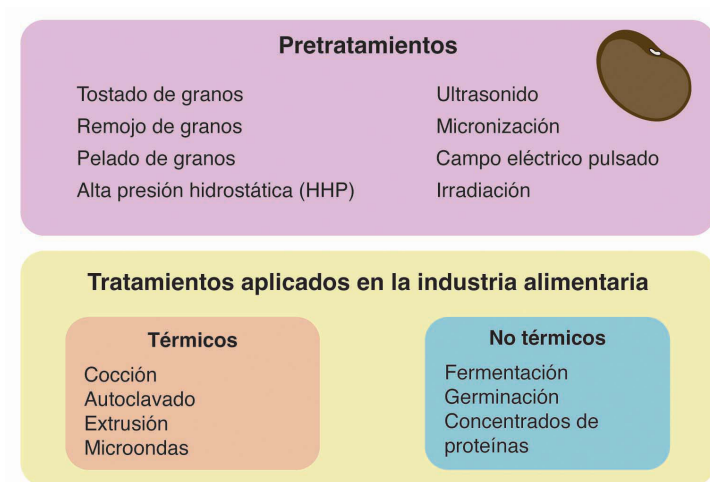 Pretratamientos
Tostado de granos
Remojo de granos
Pelado de granos
Alta presión hidrostática (HHP)
Ultrasonido
Micronización
Campo eléctrico pulsado
Irradiación
Tratamientos aplicados en la industria alimentaria
Térmicos
Cocción
Autoclavado
Extrusión
Microondas
No térmicos
Fermentación
Germinación
Concentrados de
proteínas